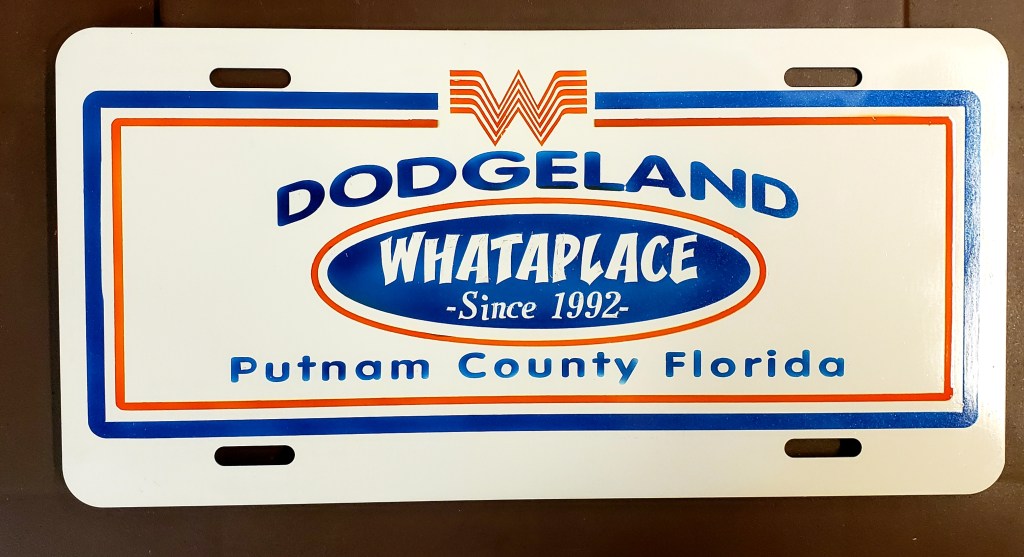 W
DODGELAND
WHATAPLACE
-Since 1992-
Putnam County Florida